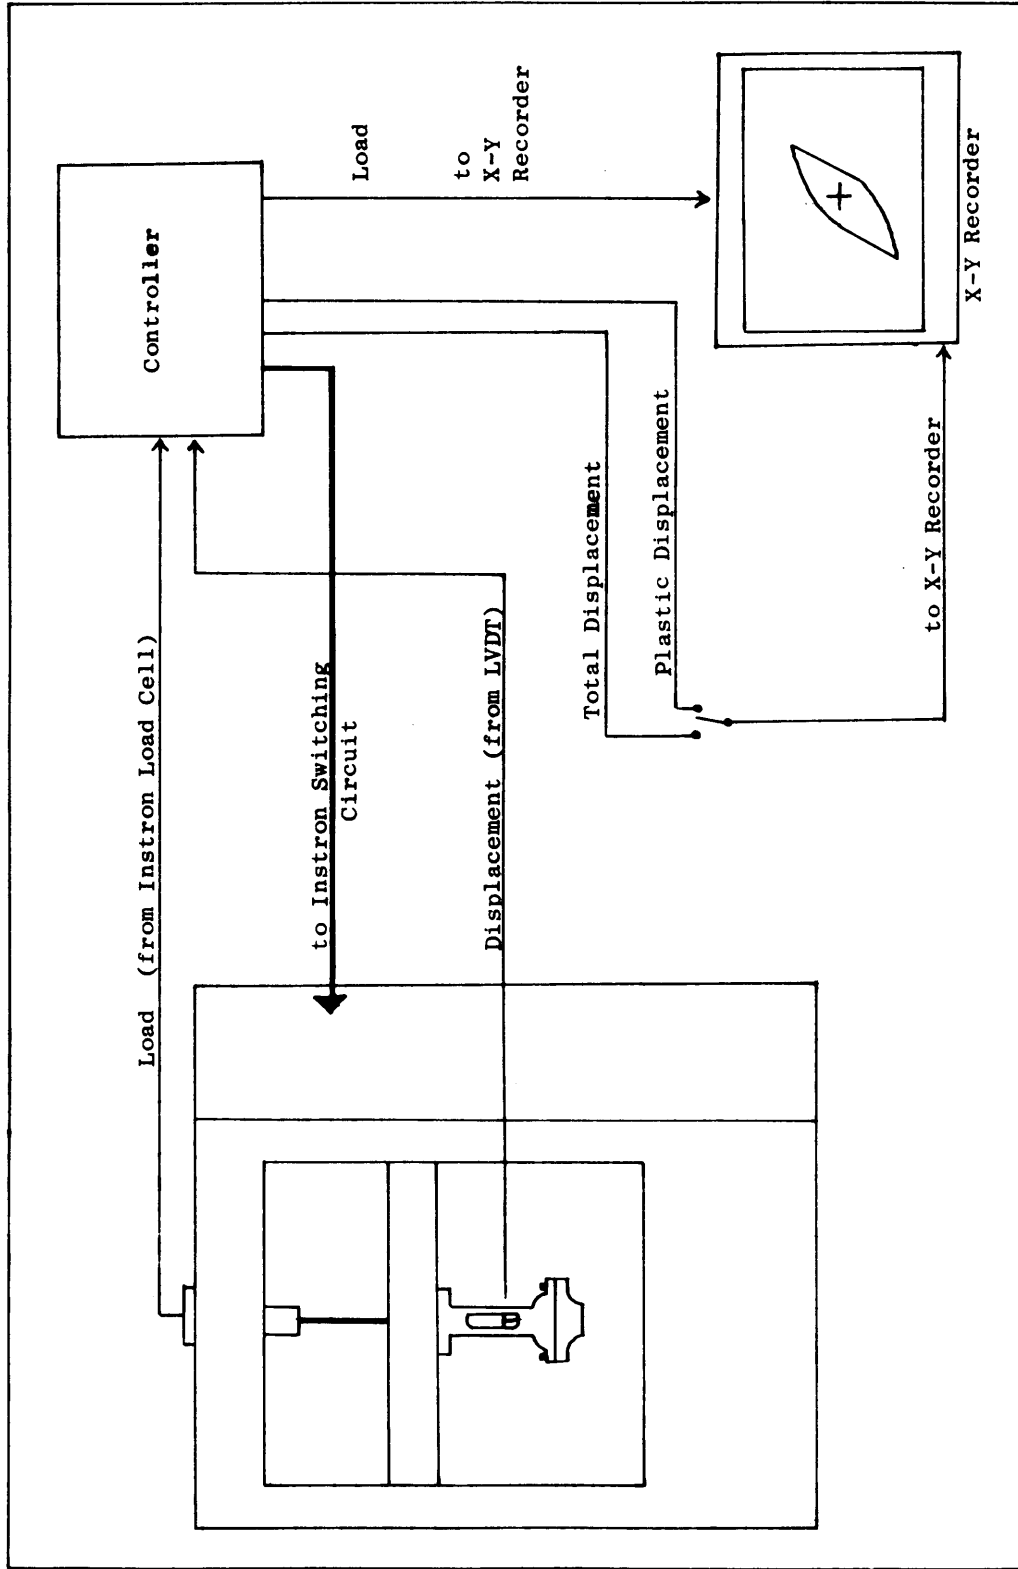 Load (from Instron Load Cell)
Controller
to Instron Switching
Circuit
Load
to
X-Y
Recorder
Displacement (from LVDT)
Total Displacement
Plastic Displacement
to X-Y Recorder
X-Y Recorder